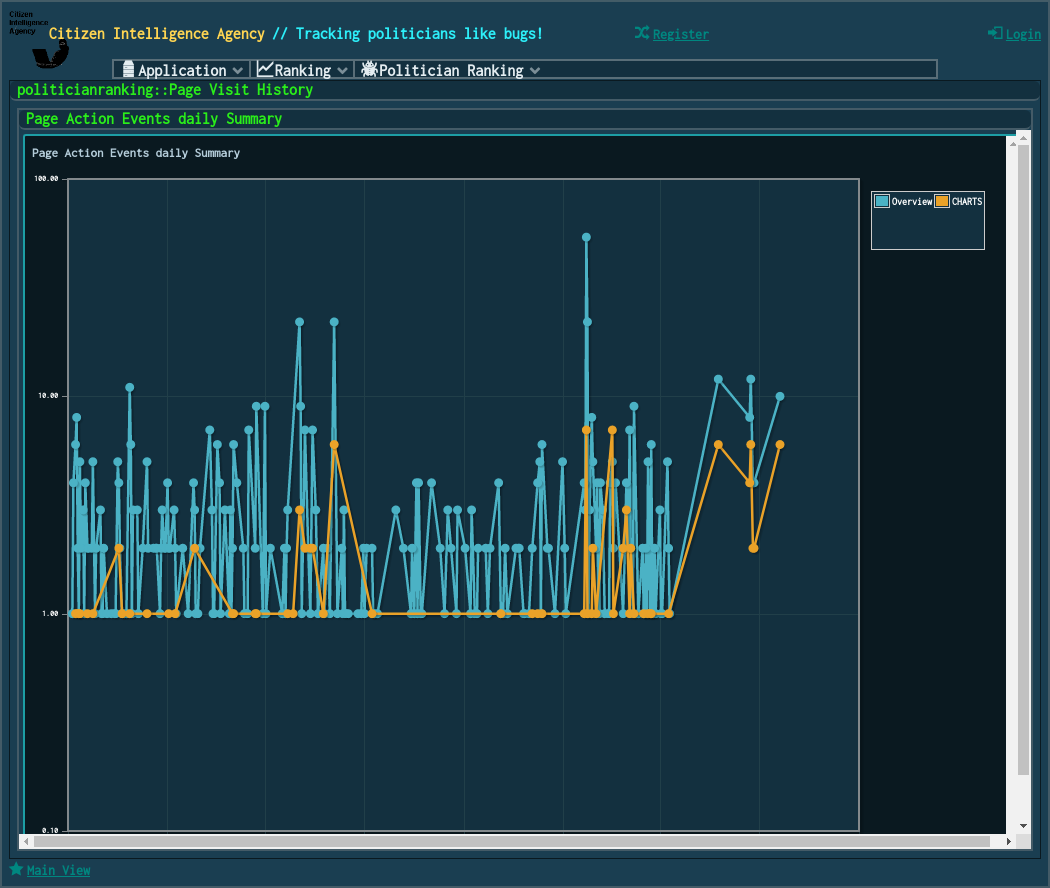 Citizen
Intelligence
Agency
Citizen Intelligence Agency // Tracking politicians like bugs!
Register
Login
Application
Ranking
Politician Ranking
politicianranking::Page Visit History
Page Action Events daily Summary
Page Action Events daily Summary
100.00
Overview
CHARTS
10.00
1.00
0.10
Main View